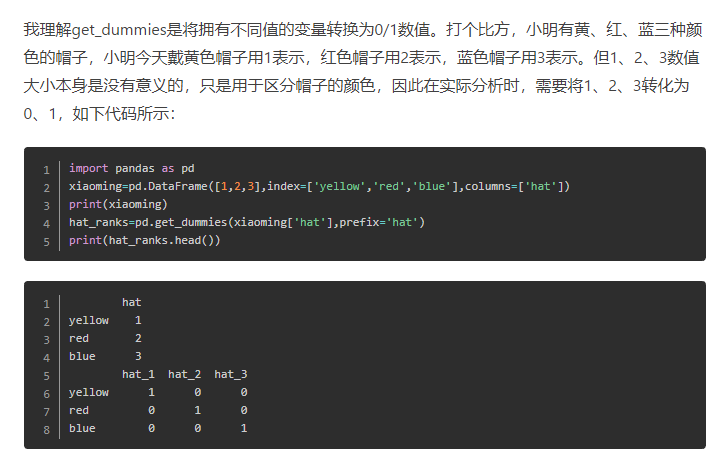 我理解get_dummies是将拥有不同值的变量转换为0/1数值。打个比方，小明有黄、红、蓝三种颜
色的帽子，小明今天戴黄色帽子用1表示，红色帽子用2表示，蓝色帽子用3表示。但1、2、3数值
大小本身是没有意义的，只是用于区分帽子的颜色，因此在实际分析时，需要将1、2、3转化为
0、1，如下代码所示：
1 import pandas as pd
2 xiaoming=pd.DataFrame([1,2,3],index=['yellow','red','blue'],columns=['hat'])
3 print(xiaoming)
4 hat_ranks=pd.get_dummies(xiaoming['hat'],prefix='hat')
5 print(hat_ranks.head())
1         hat
2 yellow    1
3 red       2
4 blue      3
5         hat_1  hat_2  hat_3
6 yellow      1      0      0
7 red         0      1      0
8 blue        0      0      1